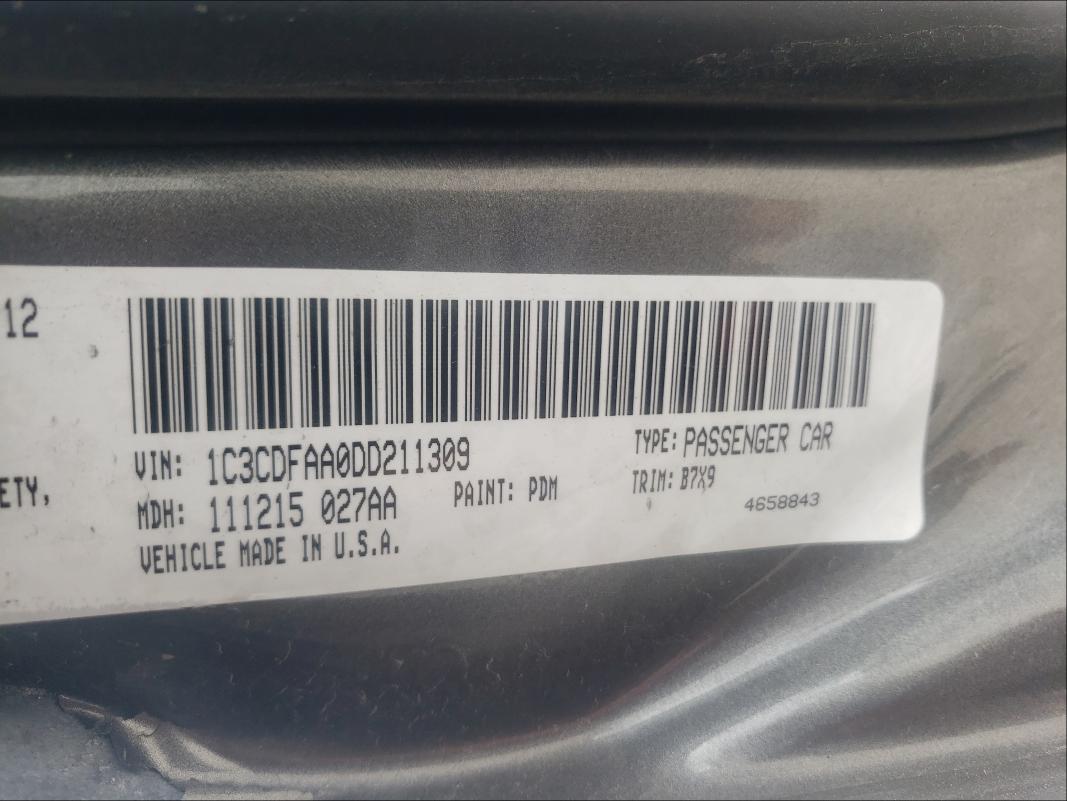 12
ETY,
VIN: 1C3CDFAA0DD211309
TYPE: PASSENGER CAR
MDH: 111215 027AA
PAINT: PDM
TRIM: B7X9
4658843
VEHICLE MADE IN U.S.A.